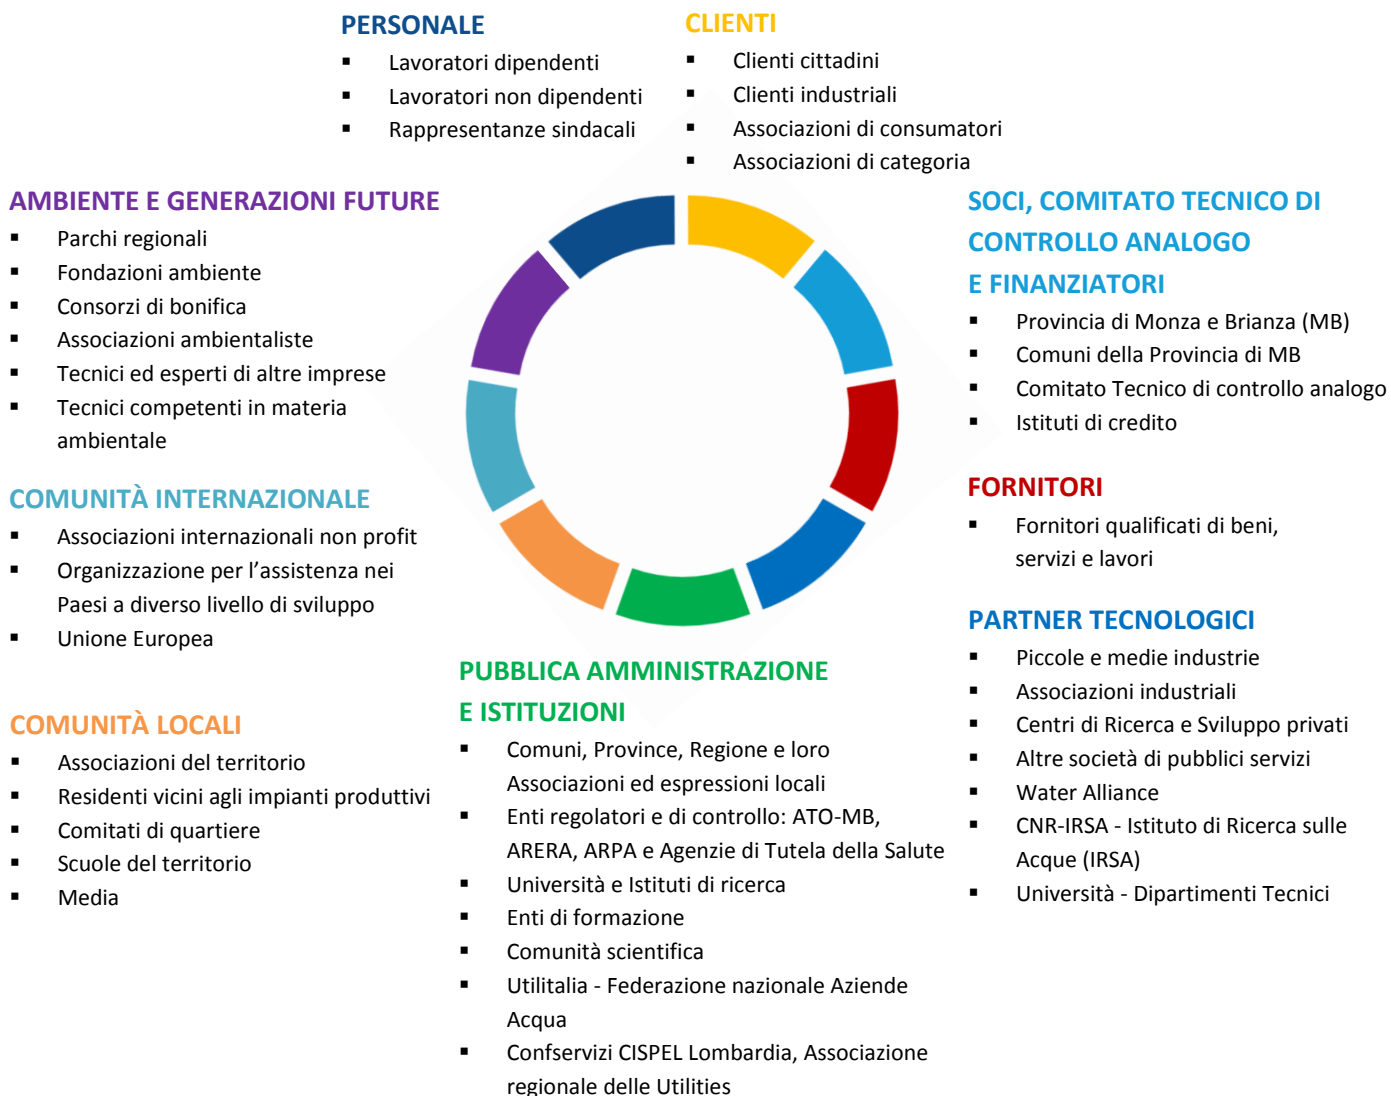 PERSONALE
▪ Lavoratori dipendenti
▪ Lavoratori non dipendenti
▪ Rappresentanze sindacali
CLIENTI
▪ Clienti cittadini
▪ Clienti industriali
▪ Associazioni di consumatori
▪ Associazioni di categoria
AMBIENTE E GENERAZIONI FUTURE
▪ Parchi regionali
▪ Fondazioni ambiente
▪ Consorzi di bonifica
▪ Associazioni ambientaliste
▪ Tecnici ed esperti di altre imprese
▪ Tecnici competenti in materia
ambientale
SOCI, COMITATO TECNICO DI
CONTROLLO ANALOGO
E FINANZIATORI
▪ Provincia di Monza e Brianza (MB)
▪ Comuni della Provincia di MB
▪ Comitato Tecnico di controllo analogo
▪ Istituti di credito
COMUNITÀ INTERNAZIONALE
▪ Associazioni internazionali non profit
▪ Organizzazione per l’assistenza nei
Paesi a diverso livello di sviluppo
▪ Unione Europea
FORNITORI
▪ Fornitori qualificati di beni,
servizi e lavori
COMUNITÀ LOCALI
▪ Associazioni del territorio
▪ Residenti vicini agli impianti produttivi
▪ Comitati di quartiere
▪ Scuole del territorio
▪ Media
PUBBLICA AMMINISTRAZIONE
E ISTITUZIONI
▪ Comuni, Province, Regione e loro
Associazioni ed espressioni locali
▪ Enti regolatori e di controllo: ATO-MB,
ARERA, ARPA e Agenzie di Tutela della Salute
▪ Università e Istituti di ricerca
▪ Enti di formazione
▪ Comunità scientifica
▪ Utilitalia - Federazione nazionale Aziende
Acqua
▪ Confservizi CISPEL Lombardia, Associazione
regionale delle Utilities
PARTNER TECNOLOGICI
▪ Piccole e medie industrie
▪ Associazioni industriali
▪ Centri di Ricerca e Sviluppo privati
▪ Altre società di pubblici servizi
▪ Water Alliance
▪ CNR-IRSA - Istituto di Ricerca sulle
Acque (IRSA)
▪ Università - Dipartimenti Tecnici